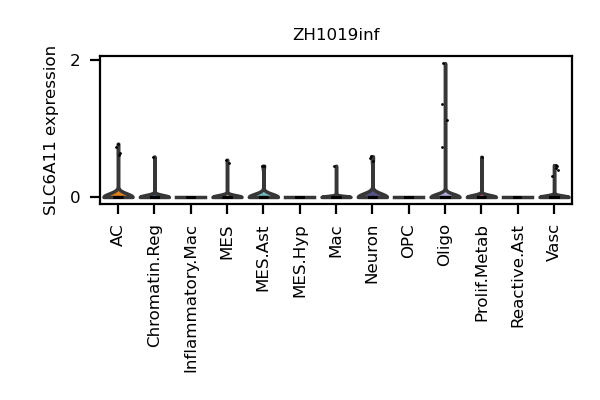 ZH1019inf
SLC6A11 expression
2
0
AC
Chromatin.Reg
Inflammatory.Mac
MES
MES.Ast
MES.Hyp
Mac
Neuron
OPC
Oligo
Prolif.Metab
Reactive.Ast
Vasc